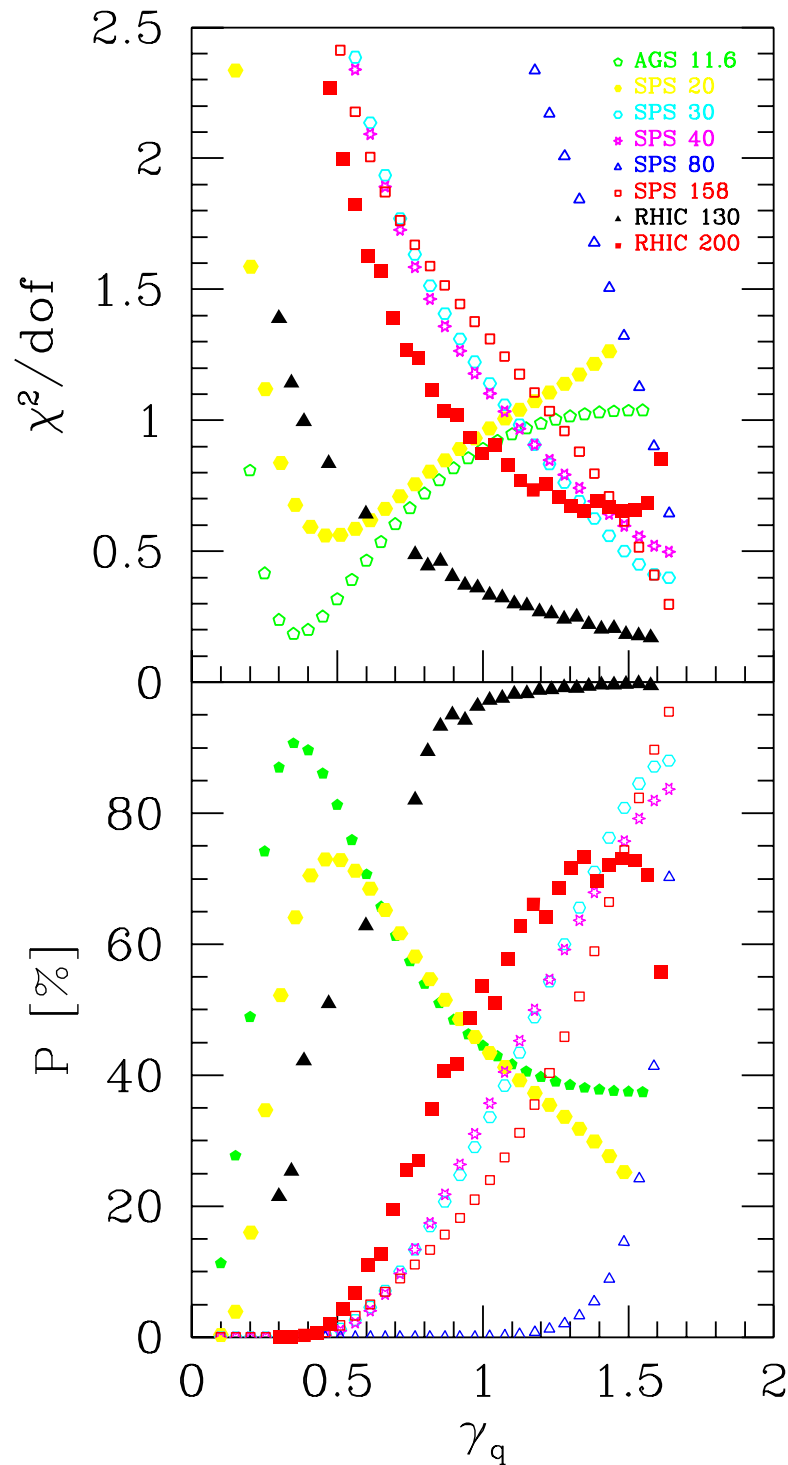 2.5
AGS 11.6
SPS 20
SPS 30
SPS 40
SPS 80
SPS 158
RHIC 130
RHIC 200
2
1.5
χ²/dof
1
0.5
0
80
60
P [%]
40
20
0
0 0.5 1 1.5 2
γq